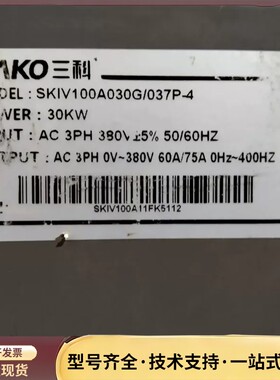 AKO三科
DEL: SKIV100A030G/037P-4
VER: 30KW
UT: AC 3PH 380V±5% 50/60HZ
TPUT: AC 3PH 0V~380V 60A/75A 0Hz~400HZ
SKIV100A11FK5112
开发票
现货
型号齐全·技术支持·一站式